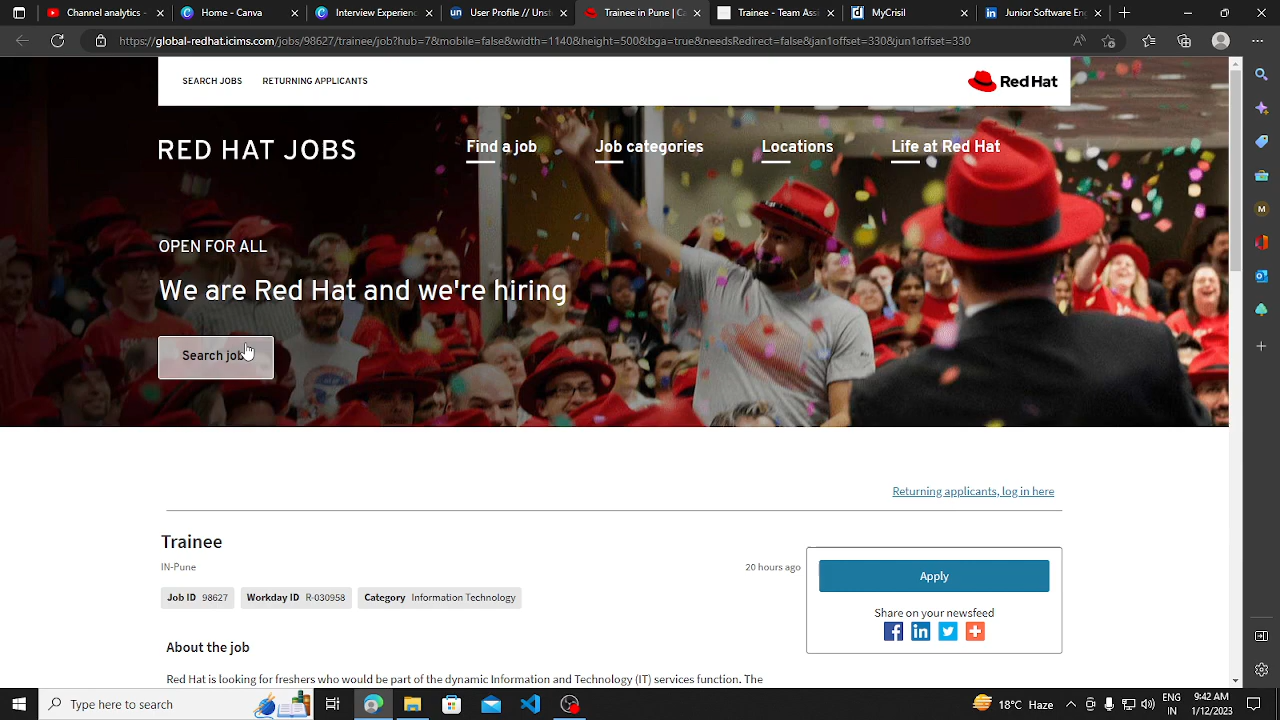 Channel analytics
Home - Canva
Interview Experienc
User Profile // Unst
Trainee in Pune | Ca
Trainee - Team Assi
MyCrisil
Junior Software Eng
https://global-redhat.icims.com/jobs/98627/trainee/job?hub=7&mobile=false&width=1140&height=500&bga=true&needsRedirect=false&jan1offset=330&jun1offset=330
SEARCH JOBS RETURNING APPLICANTS
Red Hat
RED HAT JOBS
Find a job
Job categories
Locations
Life at Red Hat
OPEN FOR ALL
We are Red Hat and we're hiring
Search jobs
Returning applicants, log in here
Trainee
IN-Pune
20 hours ago
Job ID 98627 Workday ID R-030958 Category Information Technology
Apply
Share on your newsfeed
About the job
Red Hat is looking for freshers who would be part of the dynamic Information and Technology (IT) services function. The
Type here to search
18°C Haze
ENG
IN
9:42 AM
1/12/2023